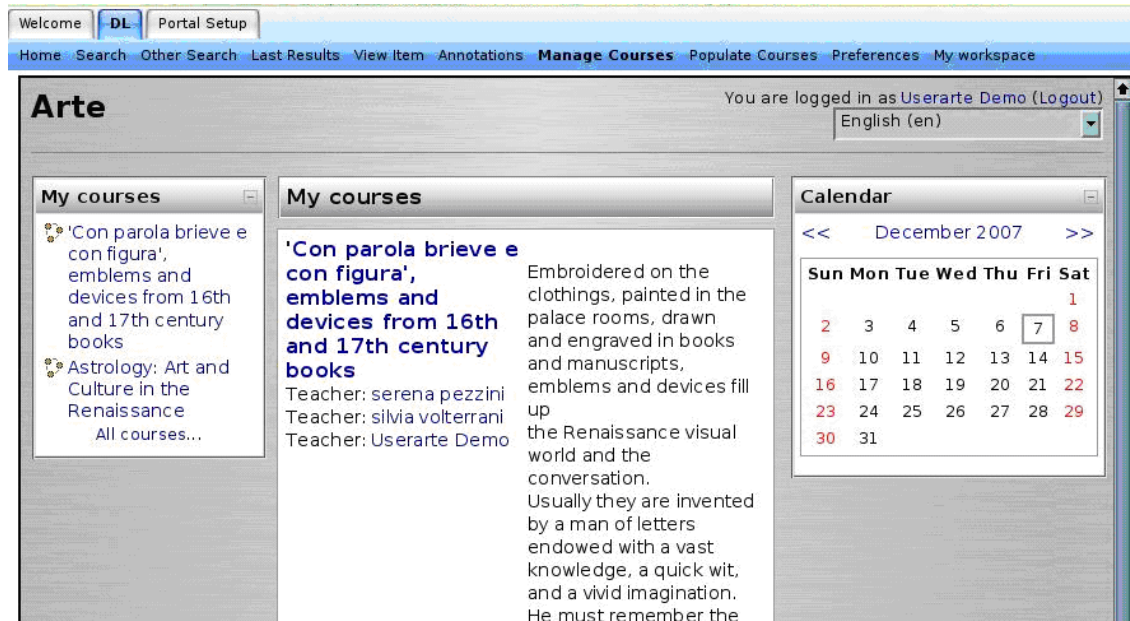 Welcome DL Portal Setup
Home Search Other Search Last Results View Item Annotations Manage Courses Populate Courses Preferences My workspace
Arte
You are logged in as Userarte Demo (Logout)
English (en)
My courses
'Con parola brieve e
con figura',
emblems and
devices from 16th
and 17th century
books
Astrology: Art and
Culture in the
Renaissance
All courses...
My courses
'Con parola brieve e
con figura',
emblems and
devices from 16th
and 17th century
books
Teacher: serena pezzini
Teacher: silvia volterrani
Teacher: Userarte Demo
Embroidered on the
clothings, painted in the
palace rooms, drawn
and engraved in books
and manuscripts,
emblems and devices fill
up
the Renaissance visual
world and the
conversation.
Usually they are invented
by a man of letters
endowed with a vast
knowledge, a quick wit,
and a vivid imagination.
He must remember the
Calendar
<< December 2007 >>
Sun Mon Tue Wed Thu Fri Sat
1
2 3 4 5 6 7 8
9 10 11 12 13 14 15
16 17 18 19 20 21 22
23 24 25 26 27 28 29
30 31